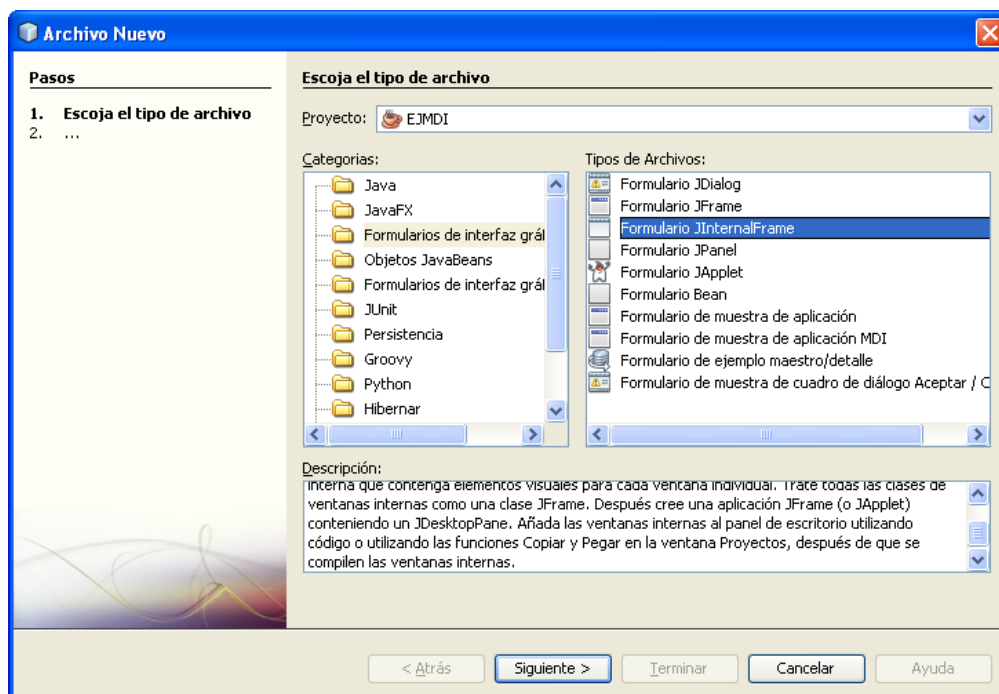 Archivo Nuevo
Pasos
1. Escoja el tipo de archivo
2. ...
Escoja el tipo de archivo
Proyecto: EJMDI
Categorias:
Java
JavaFX
Formularios de interfaz grál
Objetos JavaBeans
Formularios de interfaz grál
JUnit
Persistencia
Groovy
Python
Hibernar
Tipos de Archivos:
Formulario JDialog
Formulario JFrame
Formulario JInternalFrame
Formulario JPanel
Formulario JApplet
Formulario Bean
Formulario de muestra de aplicación
Formulario de muestra de aplicación MDI
Formulario de ejemplo maestro/detalle
Formulario de muestra de cuadro de diálogo Aceptar / C
Descripción:
interna que contenga elementos visuales para cada ventana individual. Trate todas las clases de
ventanas internas como una clase JFrame. Después cree una aplicación JFrame (o JApplet)
conteniendo un JDesktopPane. Añada las ventanas internas al panel de escritorio utilizando
código o utilizando las funciones Copiar y Pegar en la ventana Proyectos, después de que se
compilen las ventanas internas.
< Atrás
Siguiente >
Terminar
Cancelar
Ayuda